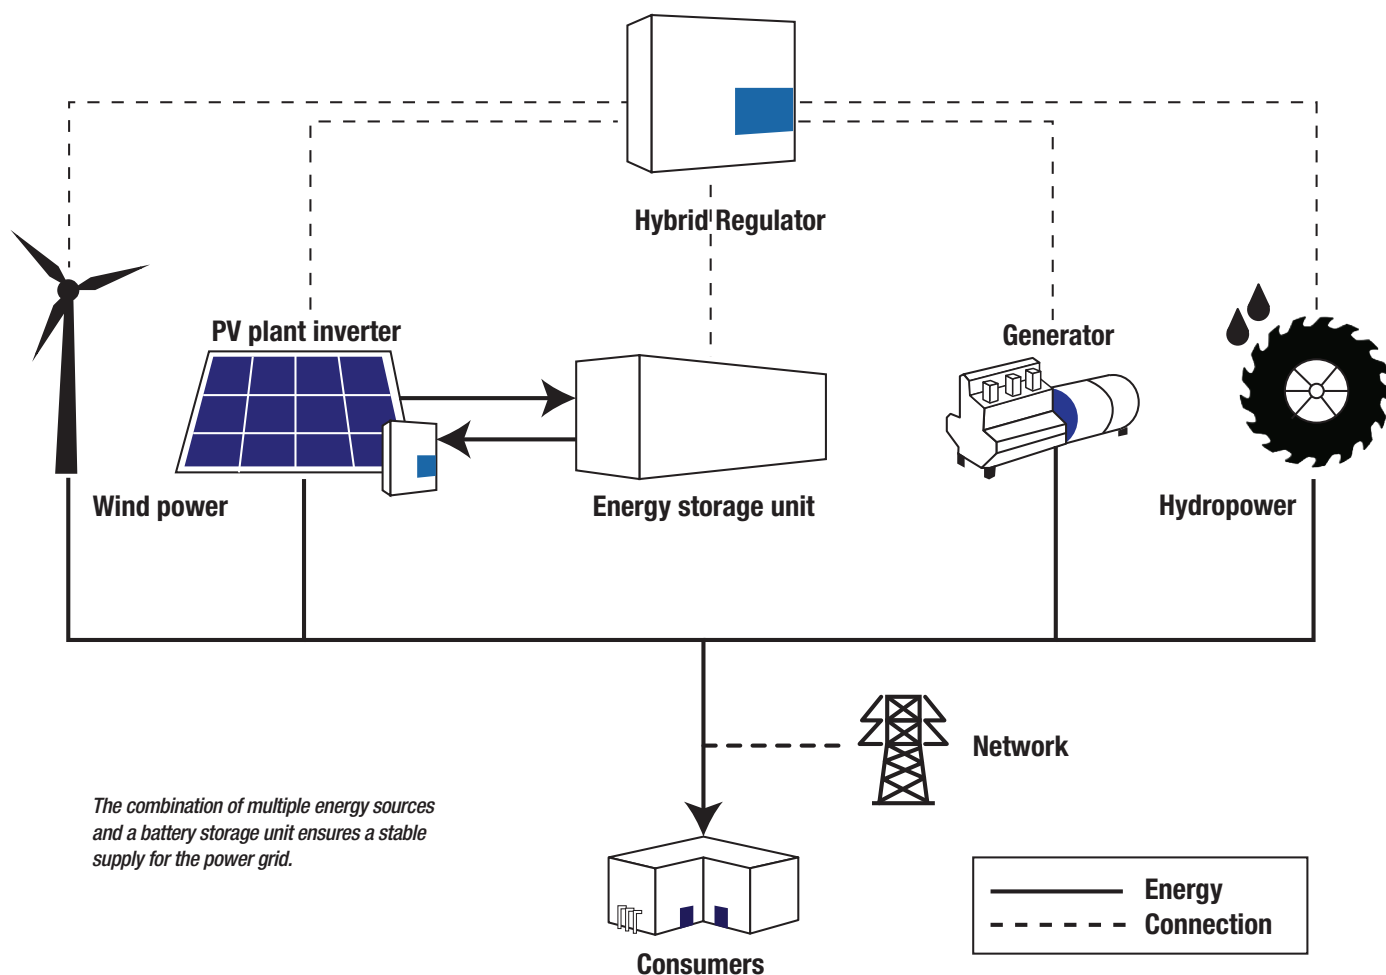 Hybrid Regulator
PV plant inverter
Generator
Wind power
Energy storage unit
Hydropower
Network
The combination of multiple energy sources
and a battery storage unit ensures a stable
supply for the power grid.
Energy
Connection
Consumers